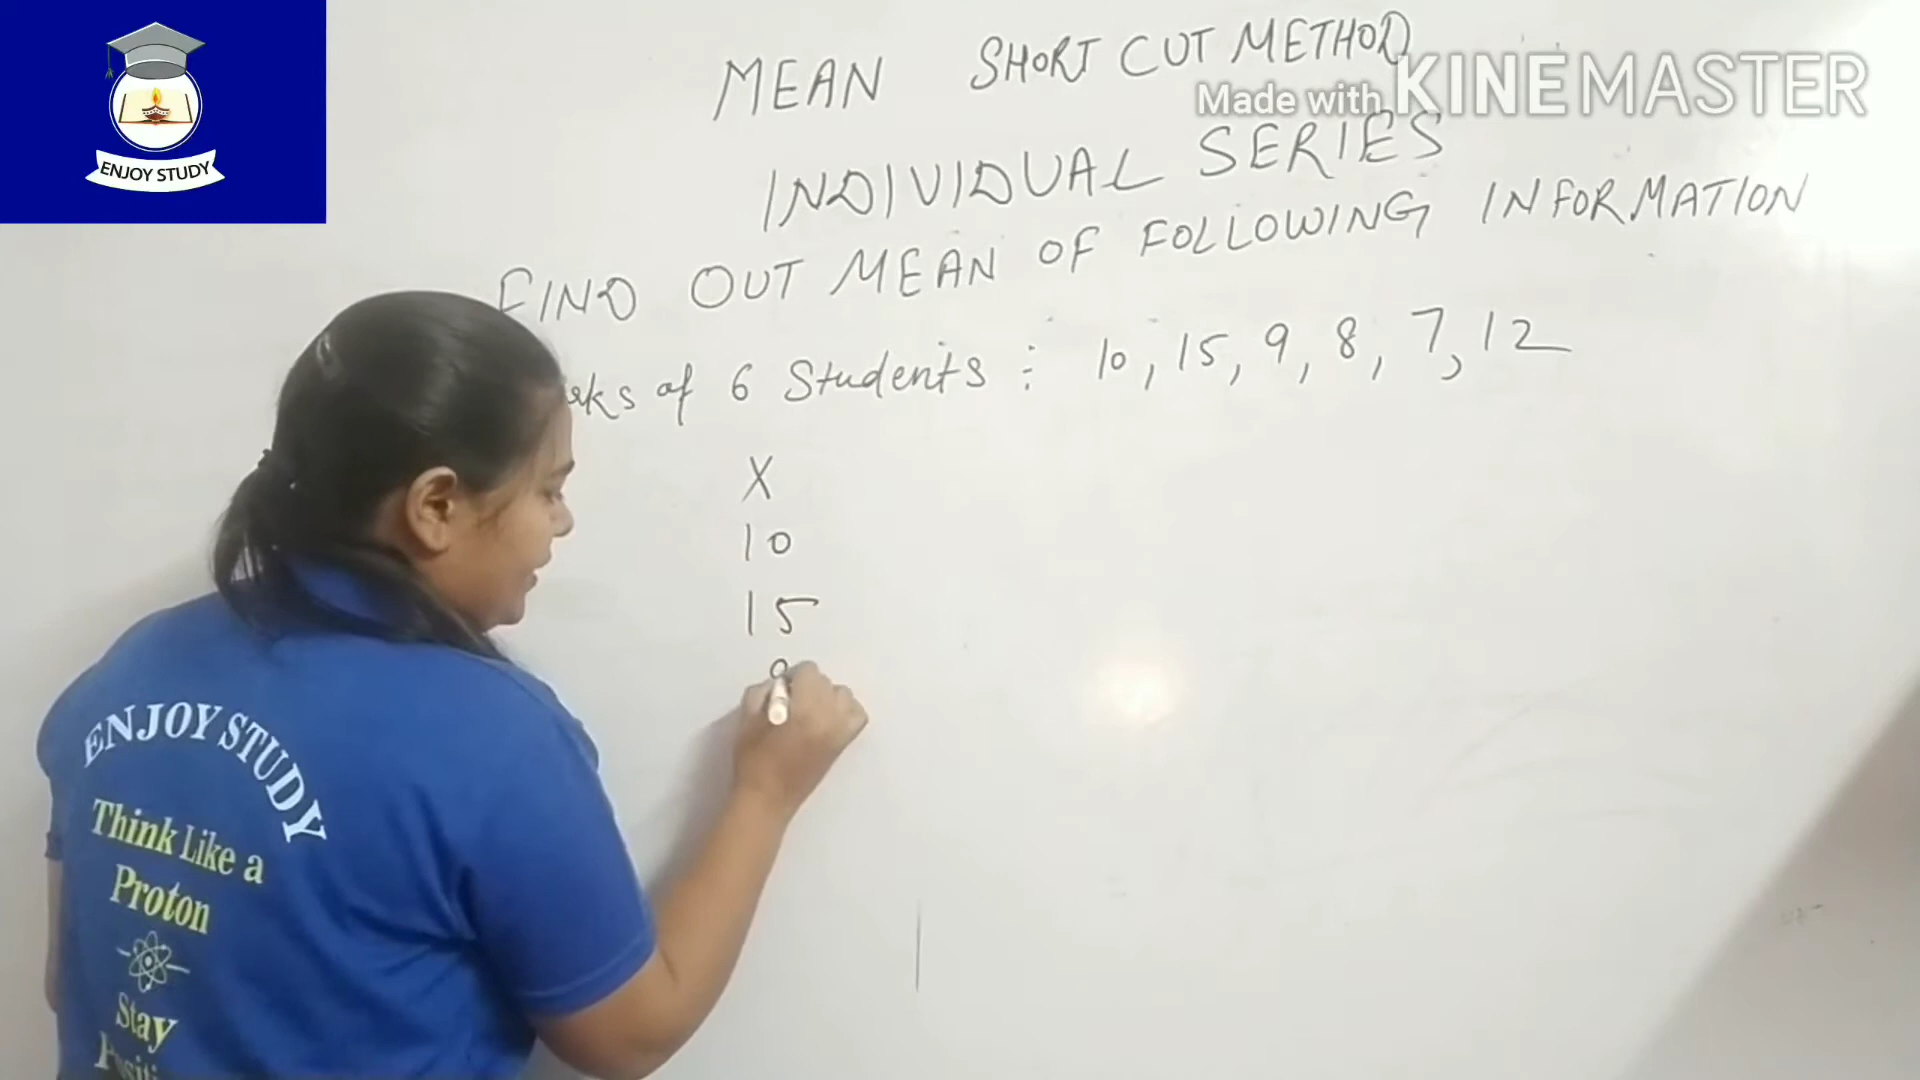 ENJOY STUDY
MEAN SHORT CUT METHOD
Made with KINEMASTER
INDIVIDUAL SERIES
FIND OUT MEAN OF FOLLOWING INFORMATION
of 6 Students : 10, 15, 9, 8, 7, 12
X
10
15
ENJOY STUDY
Think Like a
Proton
Stay